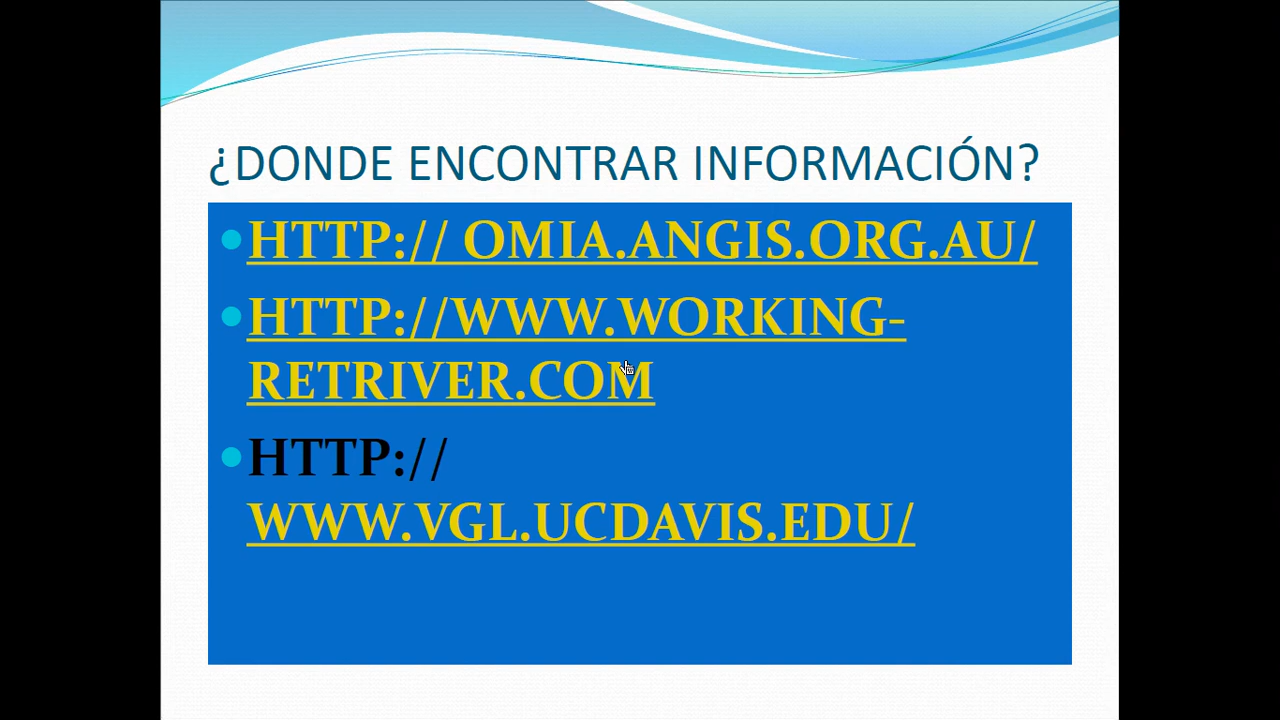 ¿DONDE ENCONTRAR INFORMACIÓN?
HTTP:// OMIA.ANGIS.ORG.AU/
HTTP://WWW.WORKING-
RETRIVER.COM
HTTP://
WWW.VGL.UCDAVIS.EDU/